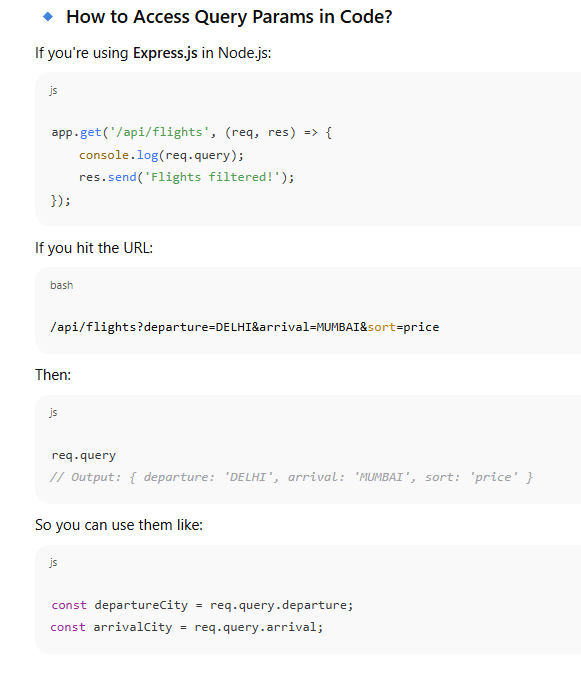 How to Access Query Params in Code?
If you're using Express.js in Node.js:
js
app.get('/api/flights', (req, res) => {
    console.log(req.query);
    res.send('Flights filtered!');
});
If you hit the URL:
bash
/api/flights?departure=DELHI&arrival=MUMBAI&sort=price
Then:
js
req.query
// Output: { departure: 'DELHI', arrival: 'MUMBAI', sort: 'price' }
So you can use them like:
js
const departureCity = req.query.departure;
const arrivalCity = req.query.arrival;